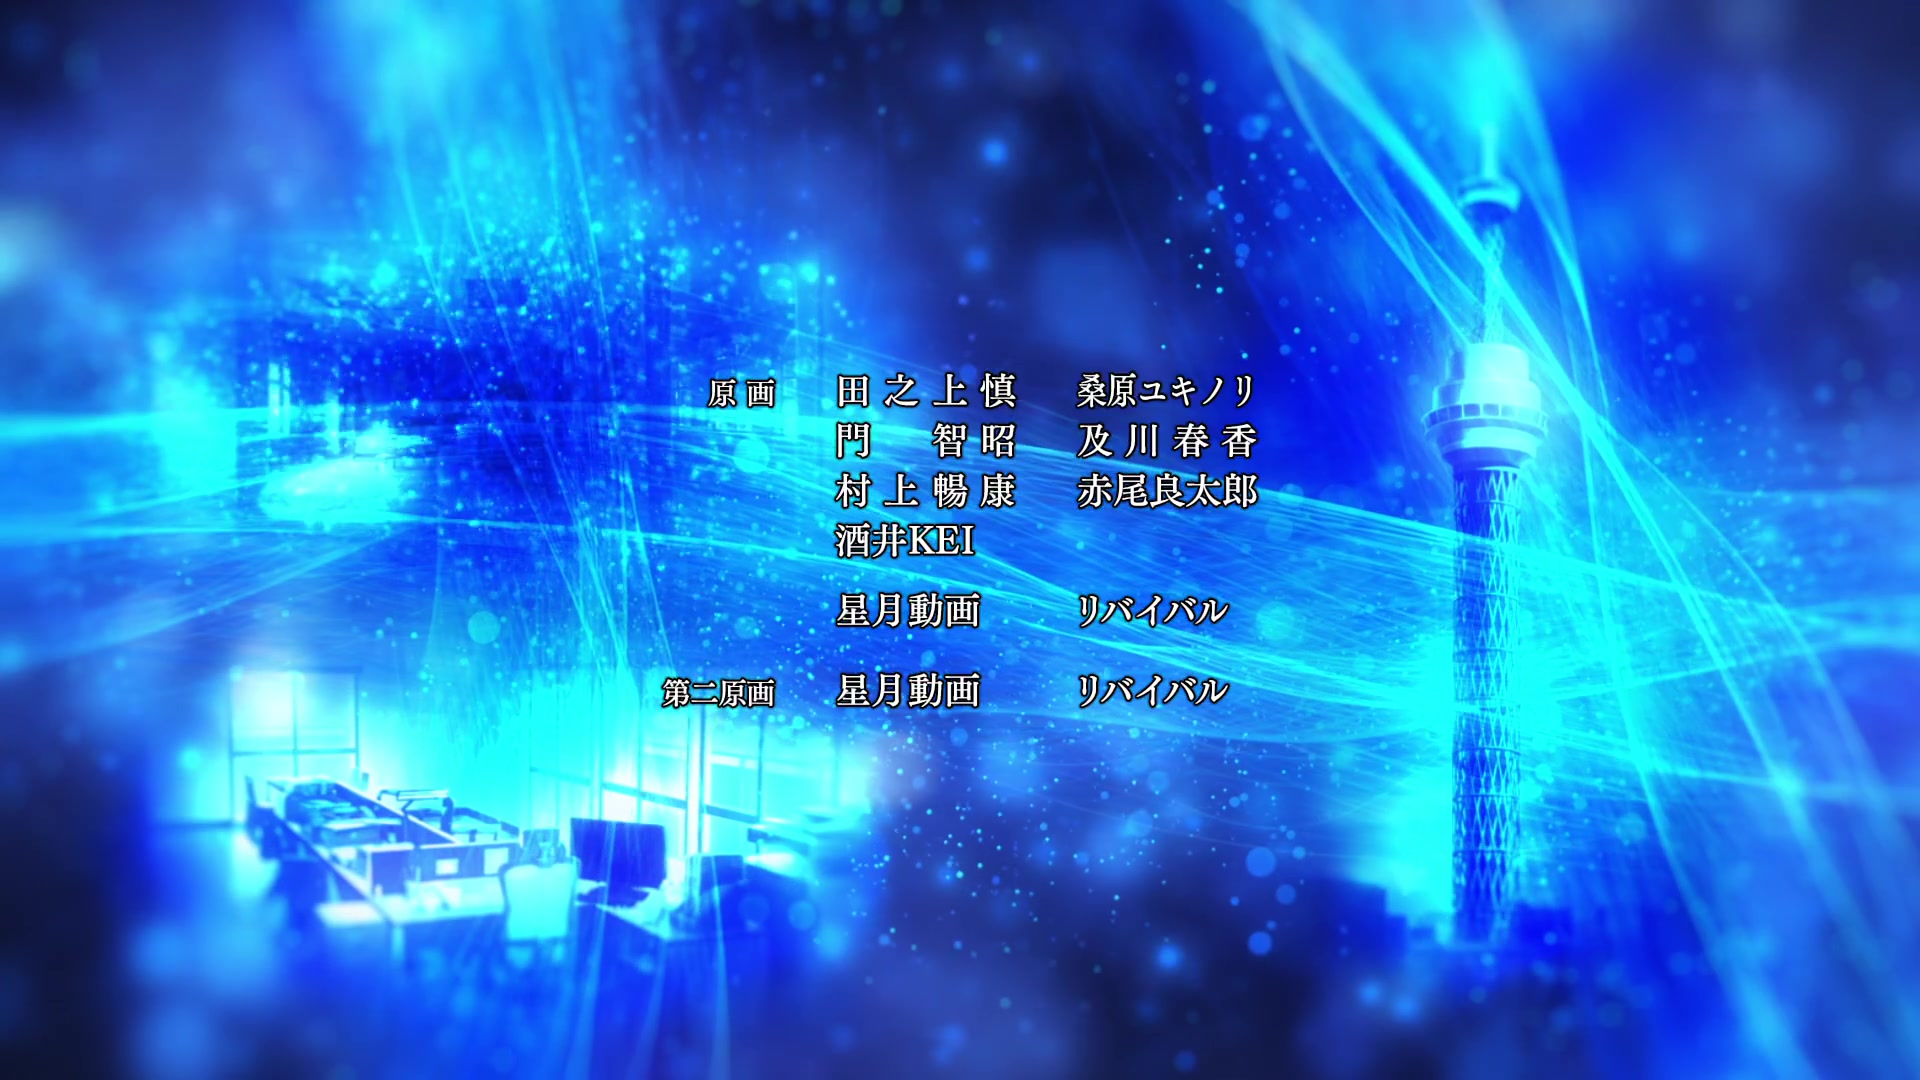 原画 田之上慎 桑原ユキノリ
門 智昭 及川春香
村上暢康 赤尾良太郎
酒井KEI
星月動画 リバイバル
第二原画 星月動画 リバイバル